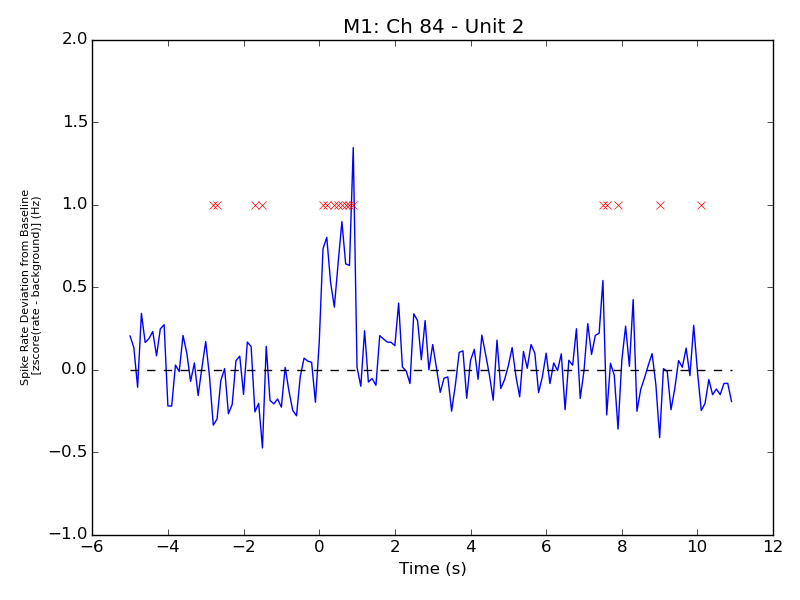 M1: Ch 84 - Unit 2
2.0
1.5
1.0
0.5
0.0
−0.5
−1.0
Spike Rate Deviation from Baseline
[zscore(rate - background)] (Hz)
−6 −4 −2 0 2 4 6 8 10 12
Time (s)